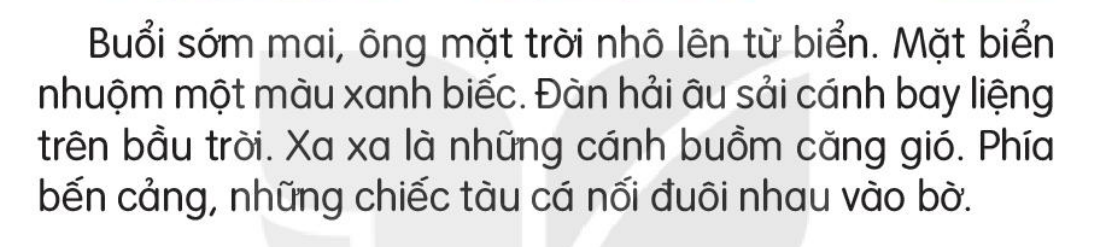 Buổi sớm mai, ông mặt trời nhô lên từ biển. Mặt biển
nhuộm một màu xanh biếc. Đàn hải âu sải cánh bay liệng
trên bầu trời. Xa xa là những cánh buồm căng gió. Phía
bến cảng, những chiếc tàu cá nối đuôi nhau vào bờ.